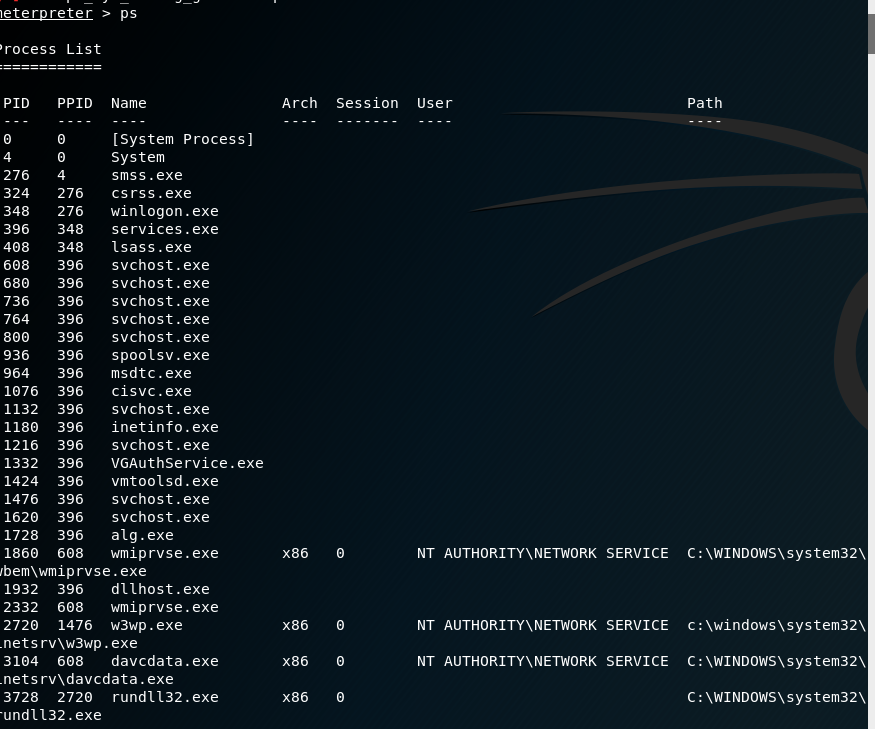 meterpreter > ps
Process List
============
PID PPID Name Arch Session User Path
--- ---- ---- ---- ------- ---- ----
0 0 [System Process]
4 0 System
276 4 smss.exe
324 276 csrss.exe
348 276 winlogon.exe
396 348 services.exe
408 348 lsass.exe
608 396 svchost.exe
680 396 svchost.exe
736 396 svchost.exe
764 396 svchost.exe
800 396 svchost.exe
936 396 spoolsv.exe
964 396 msdtc.exe
1076 396 cisvc.exe
1132 396 svchost.exe
1180 396 inetinfo.exe
1216 396 svchost.exe
1332 396 VGAuthService.exe
1424 396 vmtoolsd.exe
1476 396 svchost.exe
1620 396 svchost.exe
1728 396 alg.exe
1860 608 wmiprvse.exe x86 0 NT AUTHORITY\NETWORK SERVICE C:\WINDOWS\system32\
wbem\wmiprvse.exe
1932 396 dllhost.exe
2332 608 wmiprvse.exe
2720 1476 w3wp.exe x86 0 NT AUTHORITY\NETWORK SERVICE c:\windows\system32\
inetsrv\w3wp.exe
3104 608 davcdata.exe x86 0 NT AUTHORITY\NETWORK SERVICE C:\WINDOWS\system32\
inetsrv\davcdata.exe
3728 2720 rundll32.exe x86 0 C:\WINDOWS\system32\
rundll32.exe